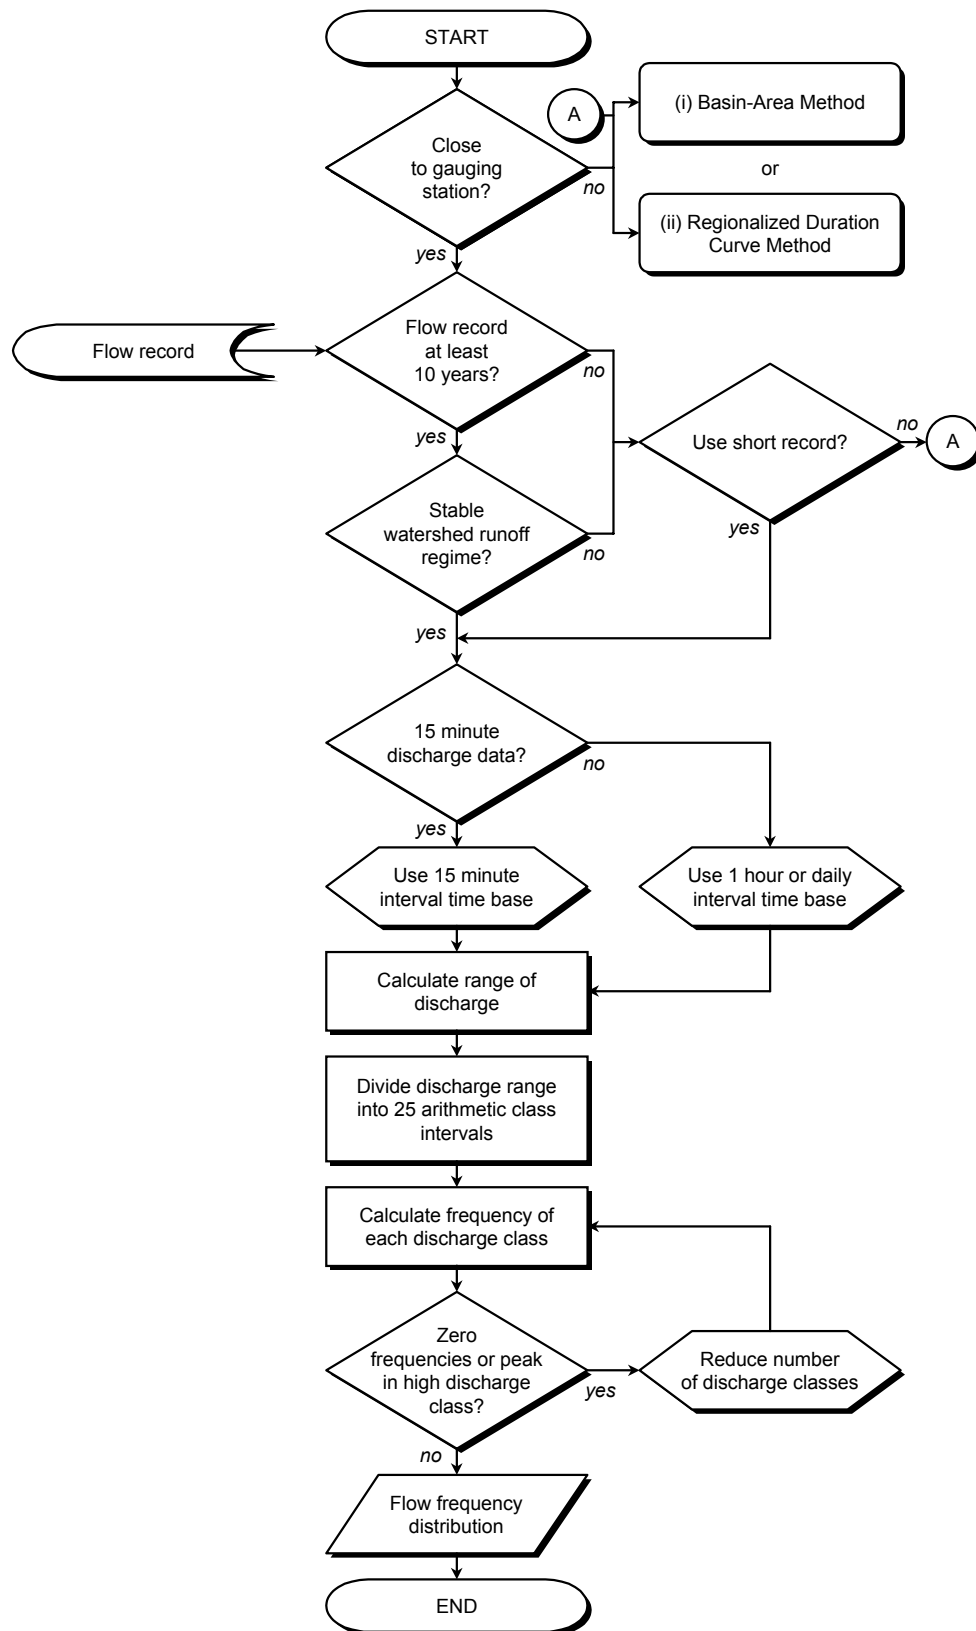 START
A
(i) Basin-Area Method
Close
to gauging
station?
no
or
(ii) Regionalized Duration
Curve Method
yes
Flow record
Flow record
at least
10 years?
no
Use short record?
no
A
yes
Stable
watershed runoff
regime?
no
yes
yes
15 minute
discharge data?
no
yes
Use 15 minute
interval time base
Use 1 hour or daily
interval time base
Calculate range of
discharge
Divide discharge range
into 25 arithmetic class
intervals
Calculate frequency of
each discharge class
Zero
frequencies or peak
in high discharge
class?
yes
Reduce number
of discharge classes
no
Flow frequency
distribution
END